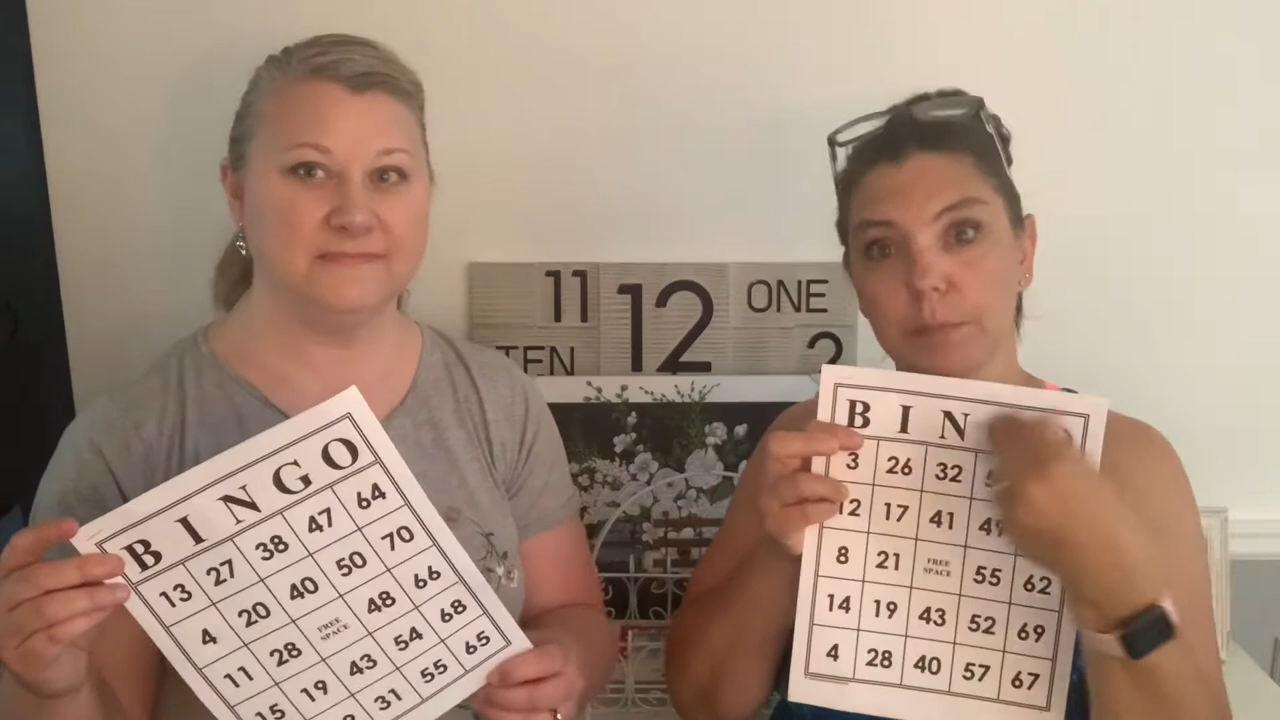 11 12 ONE
TEN 2
B I N G O
13 27 38 47 64
4 20 40 50 70
11 28 FREE SPACE 48 66
15 19 43 54 68
31 55 65
B I N O
3 26 32
12 17 41 49
8 21 FREE SPACE 55 62
14 19 43 52 69
4 28 40 57 67